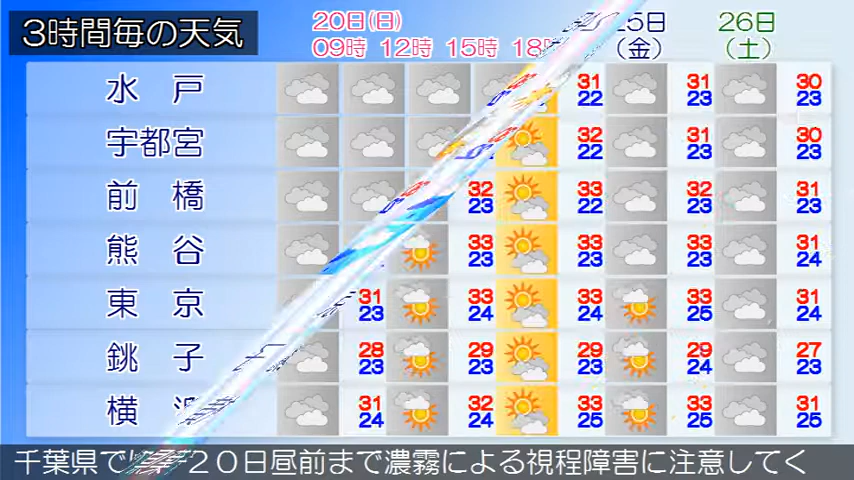 3時間毎の天気
20日(日)
25日 26日
09時 12時 15時 18時 (金) (土)
水戸 31 31 30
22 23 23
宇都宮 32 31 30
22 23 23
前橋 32 33 32 31
23 22 23 23
熊谷 33 33 33 31
23 23 23 24
東京 31 33 33 33 31
23 24 24 25 24
銚子 28 29 29 29 27
23 23 23 24 23
横 31 32 33 33 31
24 24 25 25 25
千葉県で 20日昼前まで濃霧による視程障害に注意してく